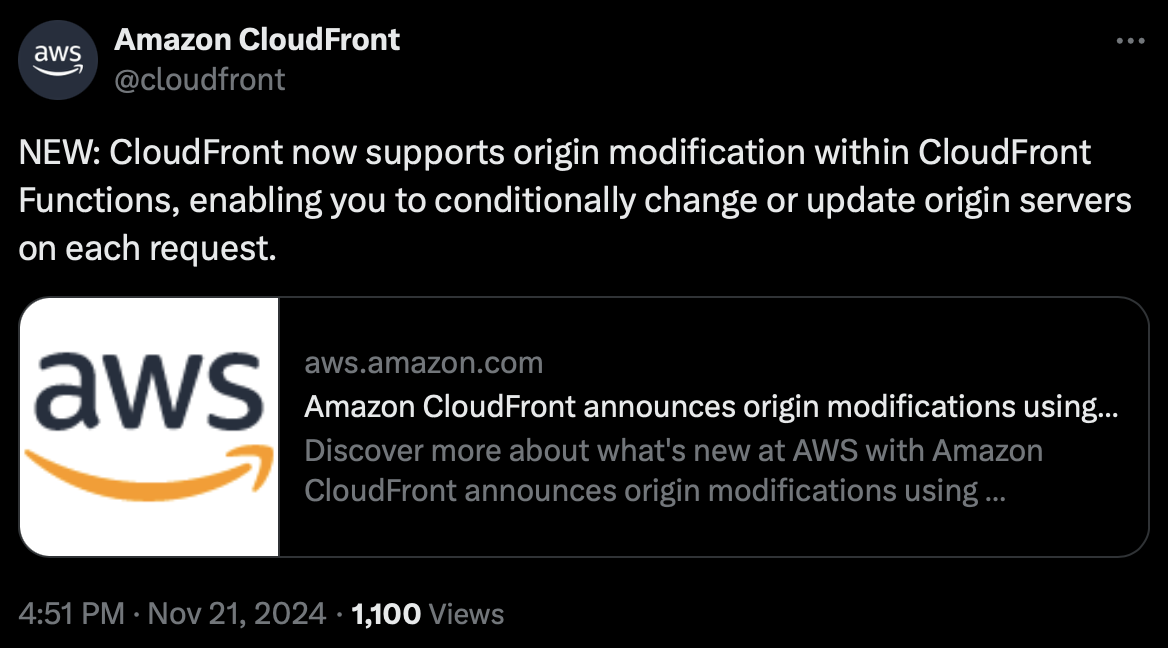 aws
Amazon CloudFront
@cloudfront
NEW: CloudFront now supports origin modification within CloudFront
Functions, enabling you to conditionally change or update origin servers
on each request.
aws
aws.amazon.com
Amazon CloudFront announces origin modifications using...
Discover more about what's new at AWS with Amazon
CloudFront announces origin modifications using ...
4:51 PM · Nov 21, 2024 · 1,100 Views